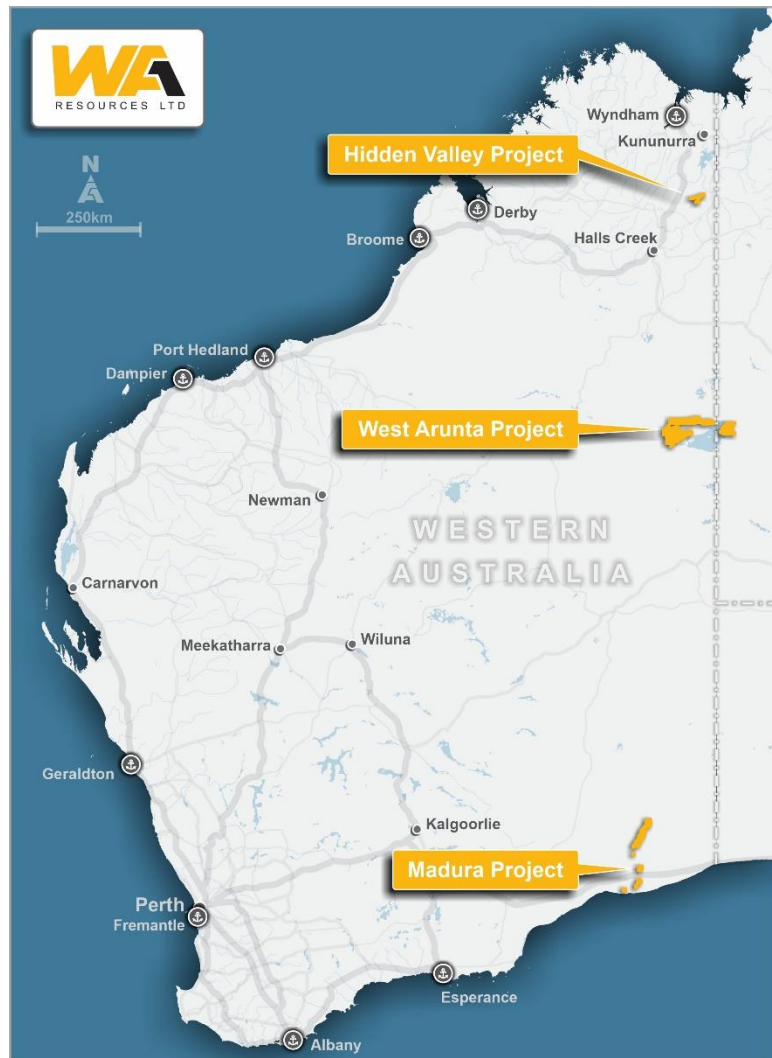 WA
RESOURCES LTD
N
250km
Wyndham
Kununurra
Hidden Valley Project
Derby
Broome
Halls Creek
Port Hedland
Dampier
West Arunta Project
Newman
WESTERN
AUSTRALIA
Carnarvon
Meekatharra
Wiluna
Geraldton
Kalgoorlie
Madura Project
Perth
Fremantle
Esperance
Albany